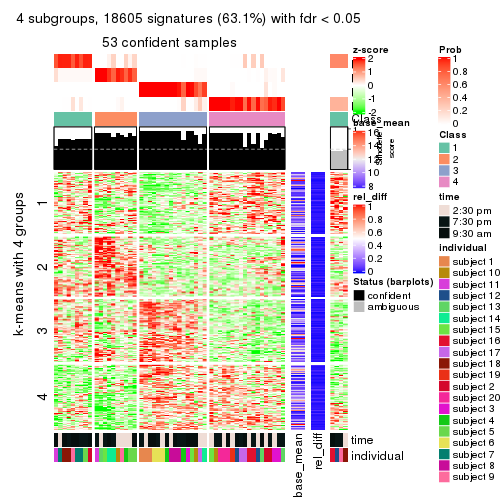 4 subgroups, 18605 signatures (63.1%) with fdr < 0.05
53 confident samples
k-means with 4 groups
1
2
3
4
Class
score
time
individual
base_mean
rel_diff
z-score
2
1
0
-1
-2
base_mean
16
14
12
10
8
rel_diff
1
0.8
0.6
0.4
0.2
0
Status (barplots)
confident
ambiguous
Prob
1
0.8
0.6
0.4
0.2
0
Class
1
2
3
4
time
2:30 pm
7:30 pm
9:30 am
individual
subject 1
subject 10
subject 11
subject 12
subject 13
subject 14
subject 15
subject 16
subject 17
subject 18
subject 19
subject 2
subject 20
subject 3
subject 4
subject 5
subject 6
subject 7
subject 8
subject 9